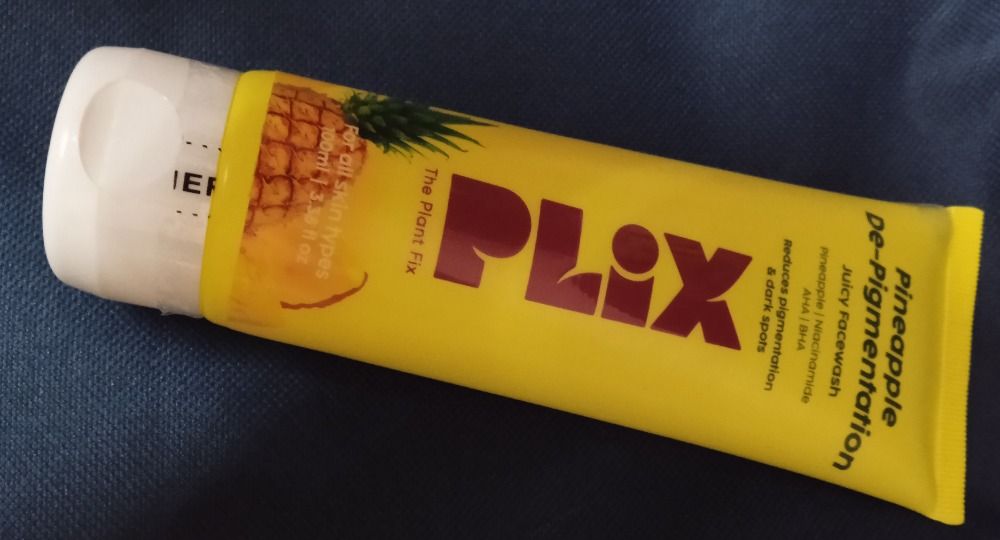 Pineapple
De-Pigmentation
Juicy Facewash
Pineapple | Niacinamide
AHA | BHA
Reduces pigmentation
& dark spots
PLiX
The Plant Fix
For all skin types
100ml | 3.38 fl oz